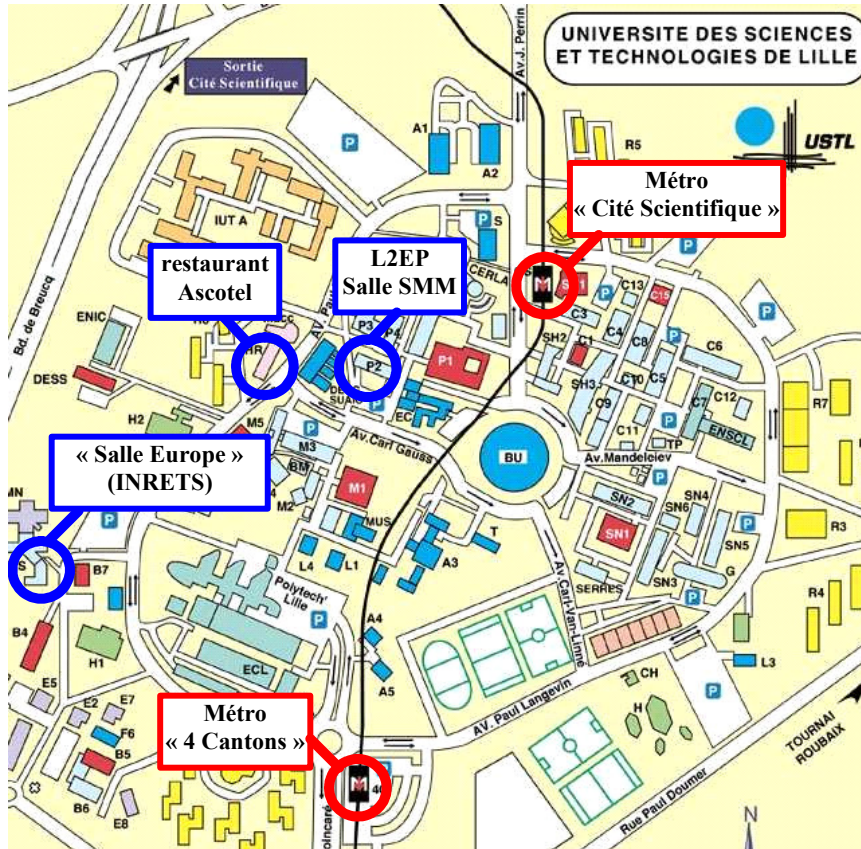 UNIVERSITE DES SCIENCES
ET TECHNOLOGIES DE LILLE
USTL
Sortie
Cité Scientifique
Av.J. Perrin
Bd. de Breucq
P
A1
A2
R5
Métro
« Cité Scientifique »
IUT A
P
S
P
CERLA
restaurant
Ascotel
L2EP
Salle SMM
M
P
C13
C15
C3
C4
C1
C8
C6
P
SH2
SH3
C10
C5
C9
C7
C12
C11
TP
ENSCL
R7
ENIC
DESS
P3
P4
P2
P1
P
EC
H2
M5
P
M3
BM
M2
M1
MUS
Av.Carl Gauss
BU
Av.Mandeleiev
P
« Salle Europe »
(INRETS)
MN
P
S
B7
L4
L1
A3
T
SN2
SN4
SN6
SN1
SN5
SN3
G
SERRES
P
P
R3
R4
Polytech'
Lille
P
Av.Carl-Van-Linné
B4
H1
ECL
A4
A5
L3
P
CH
H
AV. Paul Langevin
E5
E2
E7
F6
B5
B6
E8
Métro
« 4 Cantons »
M
P
TOURNAI
ROUBAIX
Rue Paul Doumer
N